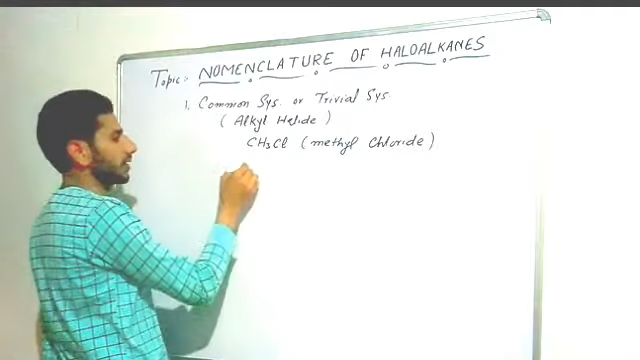 Topic:- NOMENCLATURE OF HALOALKANES
1. Common Sys. or Trivial Sys.
( Alkyl Halide )
CH₃Cl ( methyl Chloride )